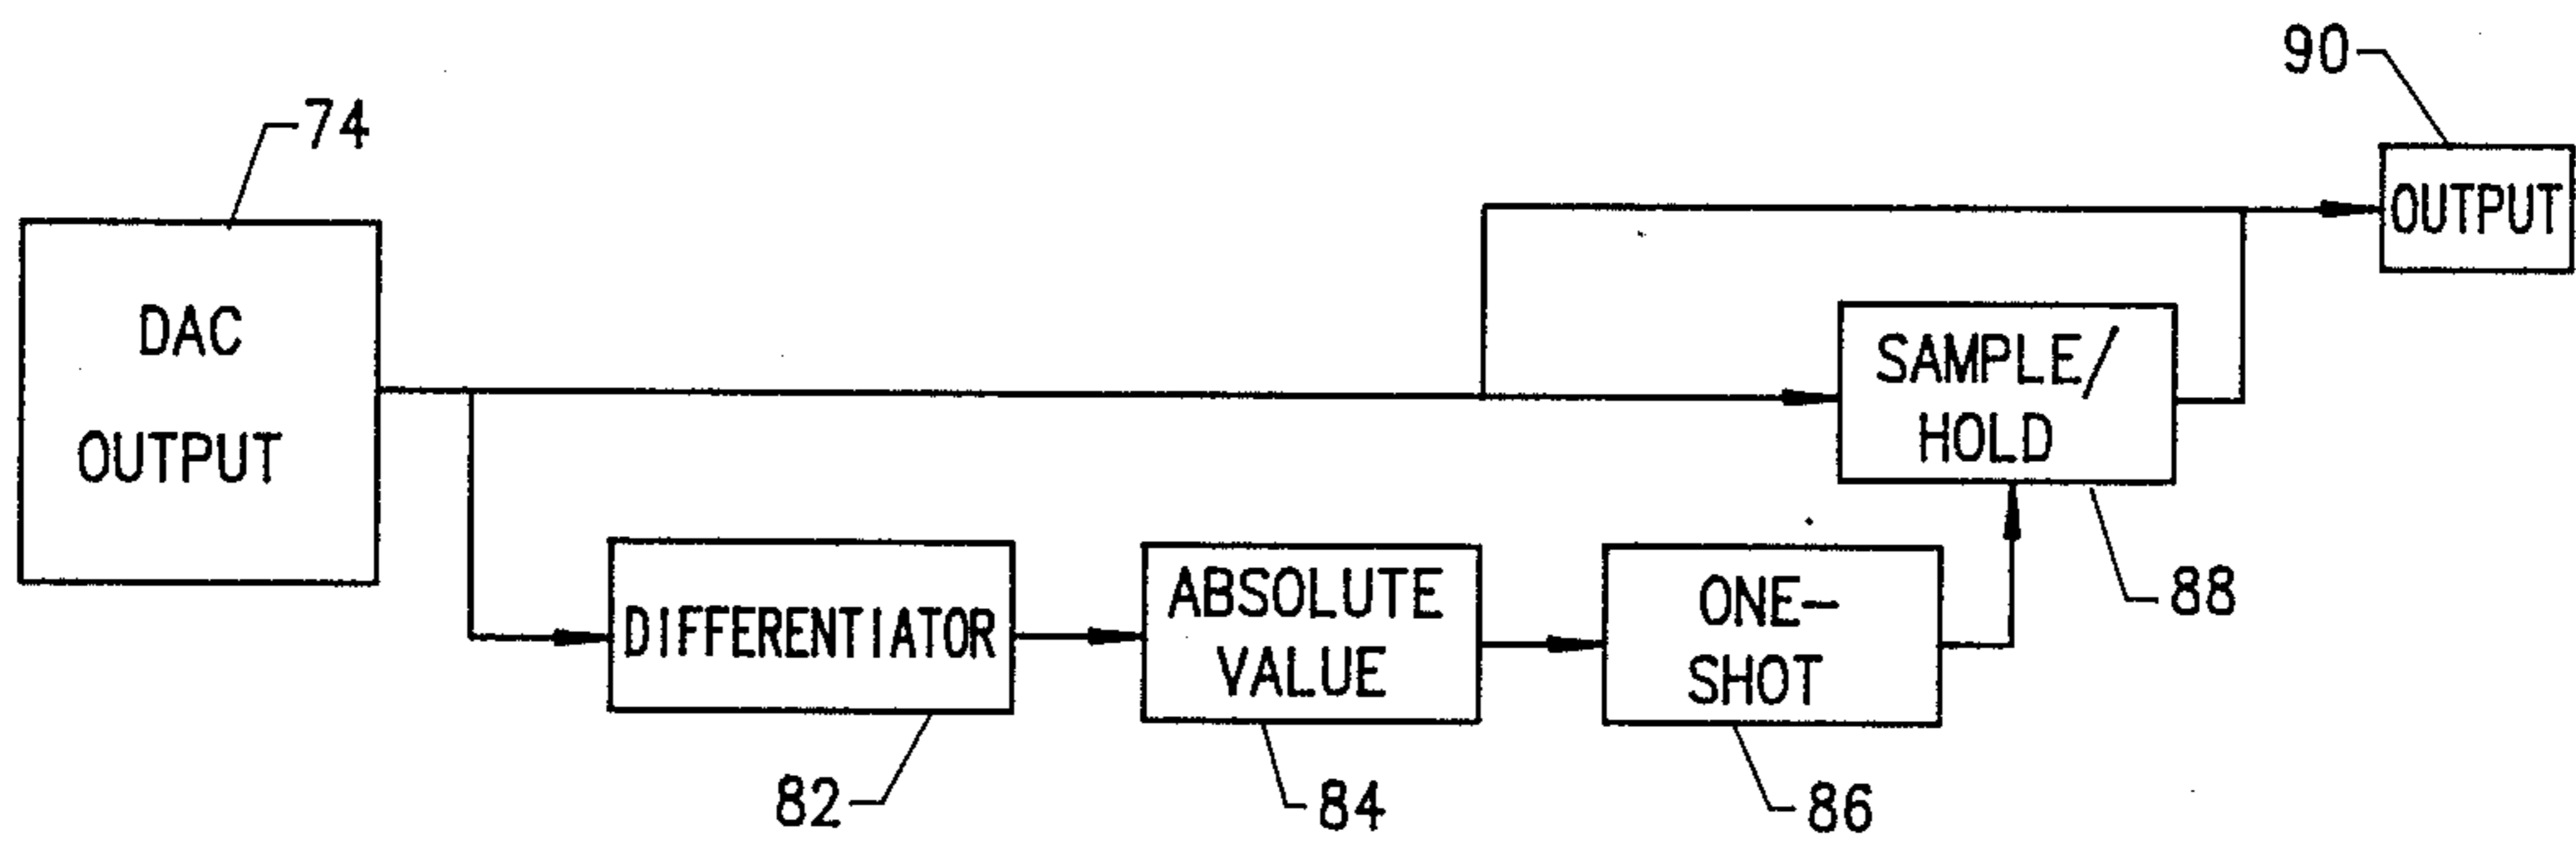 90
74
OUTPUT
DAC
OUTPUT
SAMPLE/
HOLD
DIFFERENTIATOR
ABSOLUTE
VALUE
ONE-
SHOT
88
82
84
86